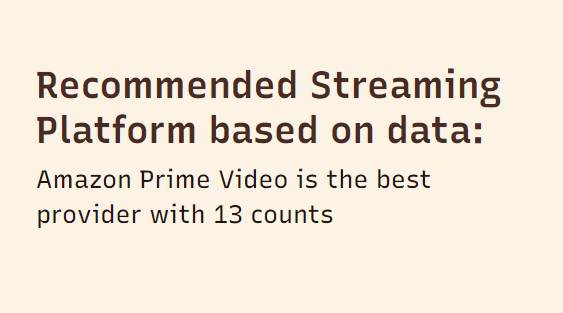 Recommended Streaming
Platform based on data:
Amazon Prime Video is the best
provider with 13 counts